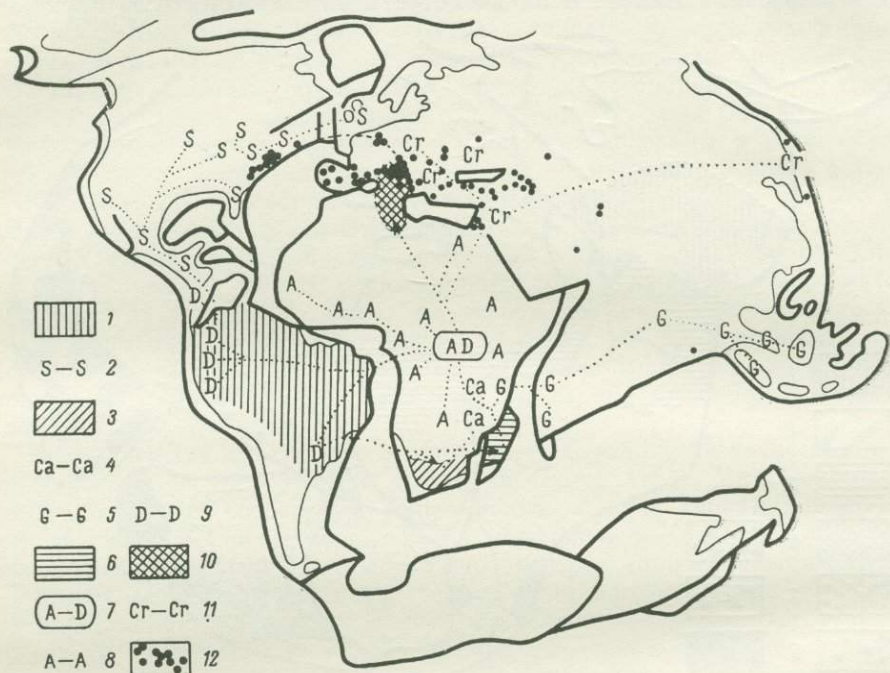 S
oS
S S S
S S
Cr
Cr Cr
Cr
S S
Cr
S A
S
D A A
A A A G
D A AD A G G G
D
D A G
Ca G G
A Ca G
D
1
S–S 2
3
Ca–Ca 4
G–G 5 D–D 9
6 10
A–D 7 Cr–Cr 11
A–A 8 12